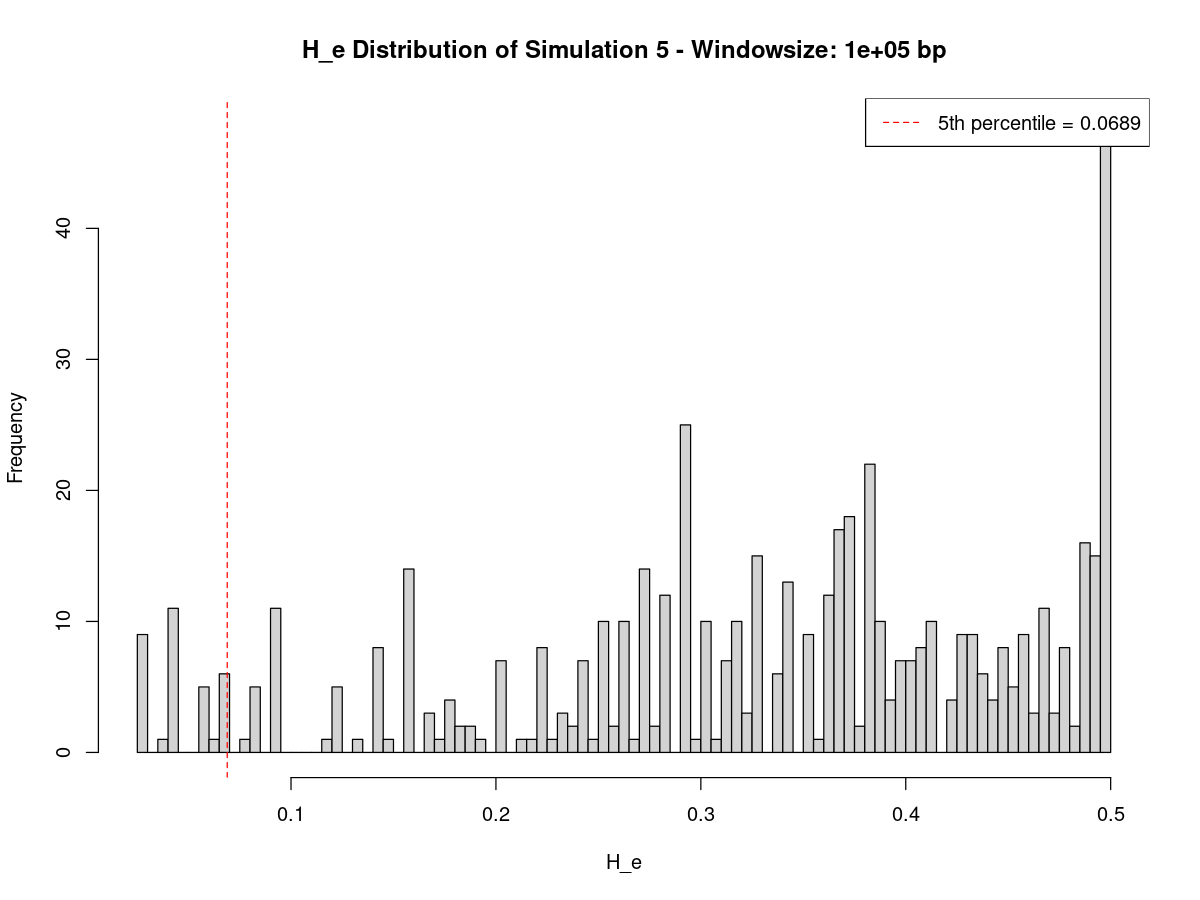 H_e Distribution of Simulation 5 - Windowsize: 1e+05 bp
5th percentile = 0.0689
Frequency
40
30
20
10
0
0.1 0.2 0.3 0.4 0.5
H_e